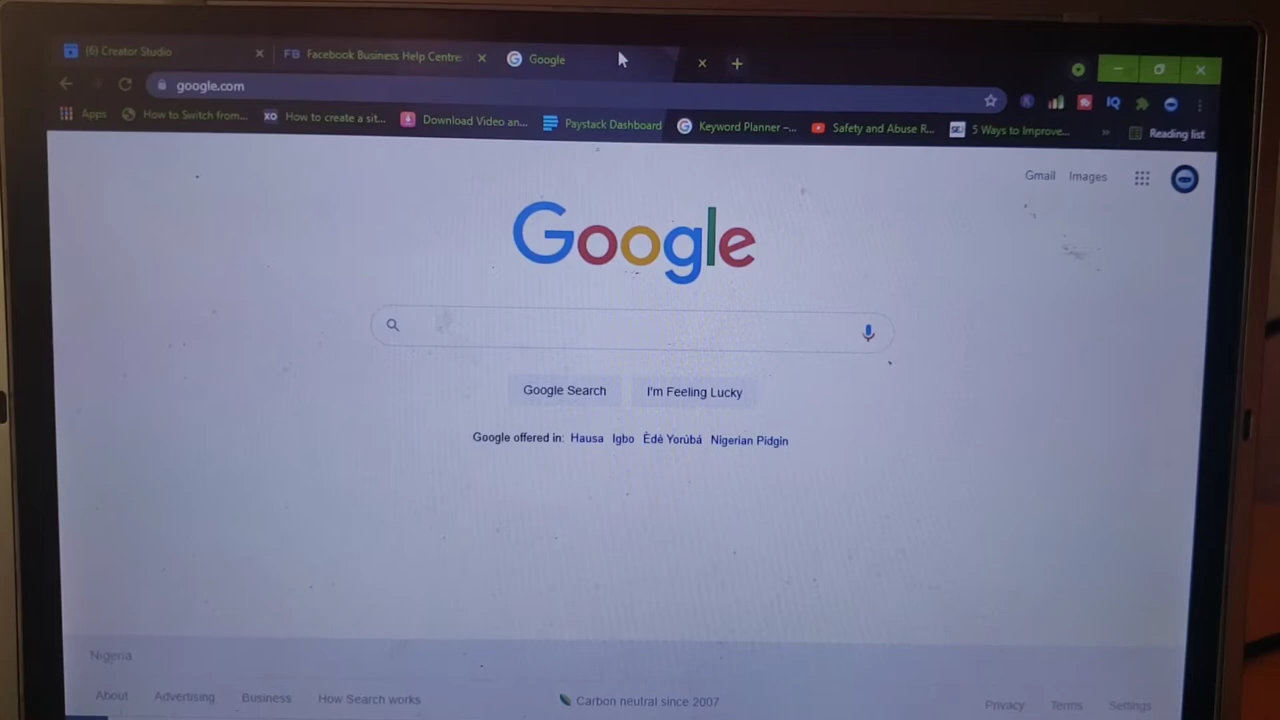 (6) Creator Studio
FB Facebook Business Help Centre
Google
google.com
Apps
How to Switch from...
XO How to create a sit...
Download Video an...
Paystack Dashboard
Keyword Planner –...
Safety and Abuse R...
5 Ways to Improve...
»
Reading list
IQ
Gmail Images
Google
Google Search I'm Feeling Lucky
Google offered in: Hausa Igbo Èdè Yorùbá Nigerian Pidgin
Nigeria
About Advertising Business How Search works Carbon neutral since 2007 Privacy Terms Settings